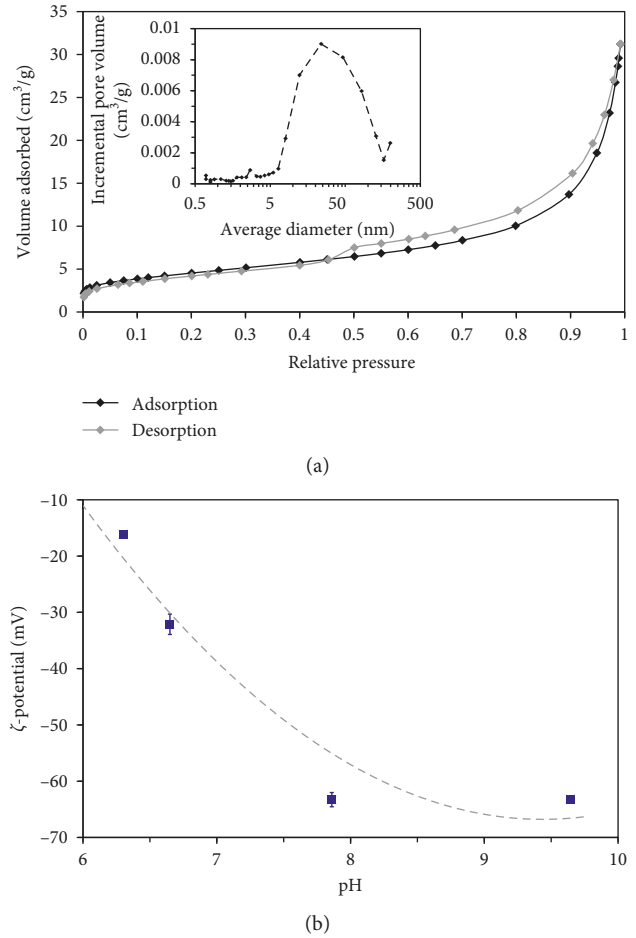 35
30
25
20
15
10
5
0
Volume adsorbed (cm³/g)
0.01
0.008
0.006
0.004
0.002
0
Incremental pore volume
(cm³/g)
0.5 5 50 500
Average diameter (nm)
0 0.1 0.2 0.3 0.4 0.5 0.6 0.7 0.8 0.9 1
Relative pressure
Adsorption
Desorption
(a)
–10
–20
–30
–40
–50
–60
–70
ζ-potential (mV)
6 7 8 9 10
pH
(b)